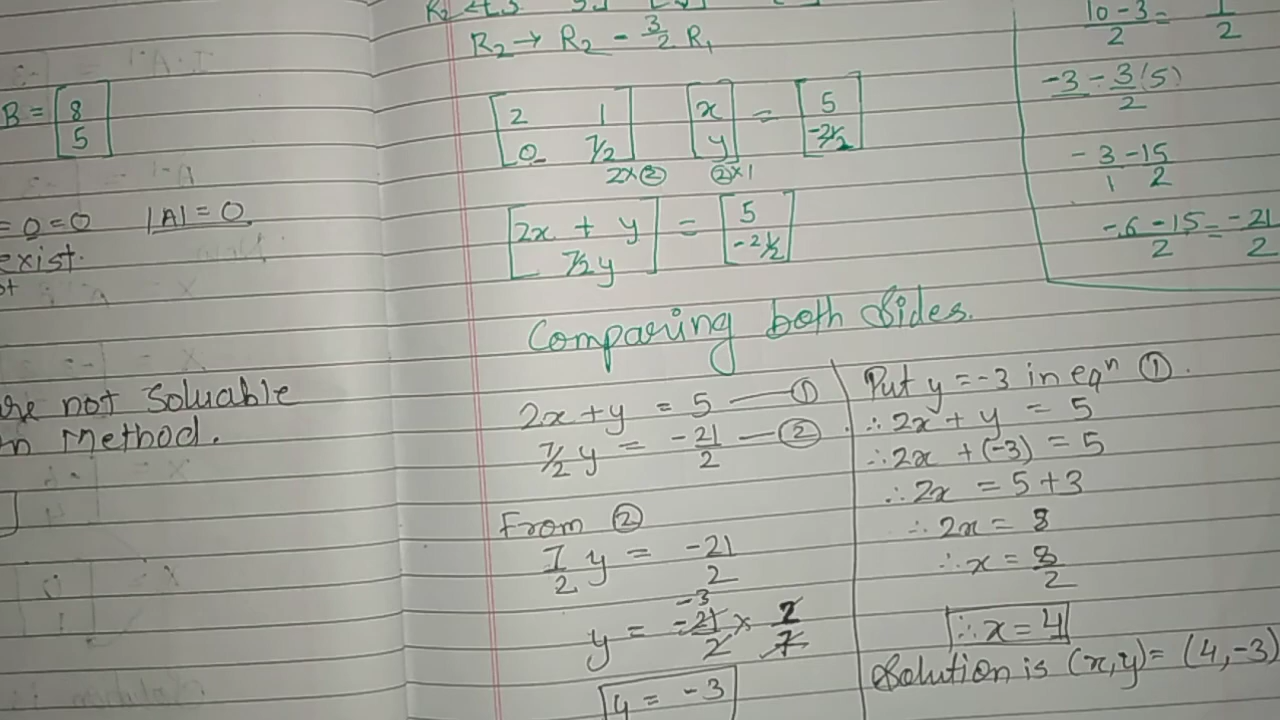 B = [8 5]
= 0 = 0 |A| = 0
exist.
are not Soluable
Method.
R₂ → R₂ - 3/2 R₁
[2 1 0 7/2] [x y] = [5 -21/2]
2x② ②x1
[2x + y 7/2y] = [5 -21/2]
Comparing both Sides.
2x + y = 5 — ①
7/2 y = -21/2 — ②
From ②
7/2 y = -21/2
-3
y = -21/2 x 2/7
y = -3
10-3/2 = 1/2
-3 - 3(5)/2
-3/1 -15/2
-6-15/2 = -21/2
Put y = -3 in eqⁿ ①.
∴ 2x + y = 5
∴ 2x + (-3) = 5
∴ 2x = 5 + 3
∴ 2x = 8
∴ x = 8/2
∴ x = 4
Solution is (x, y) = (4, -3)